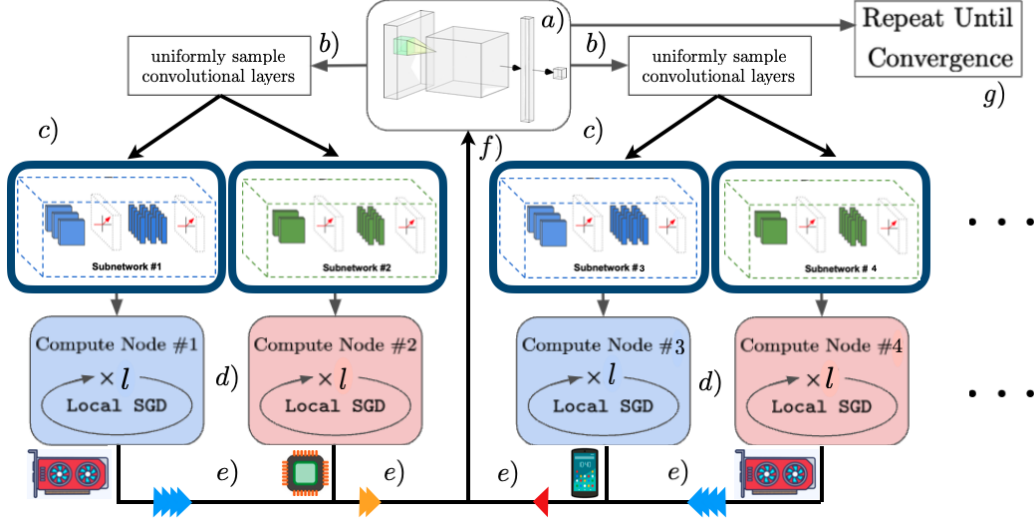 a)
Repeat Until
Convergence
g)
b)
uniformly sample
convolutional layers
b)
uniformly sample
convolutional layers
c)
f)
c)
Subnetwork #1
Subnetwork #2
Subnetwork #3
Subnetwork # 4
. . .
Compute Node #1
× l
Local SGD
d)
Compute Node #2
× l
Local SGD
Compute Node #3
× l
Local SGD
d)
Compute Node #4
× l
Local SGD
. . .
e)
e)
e)
e)